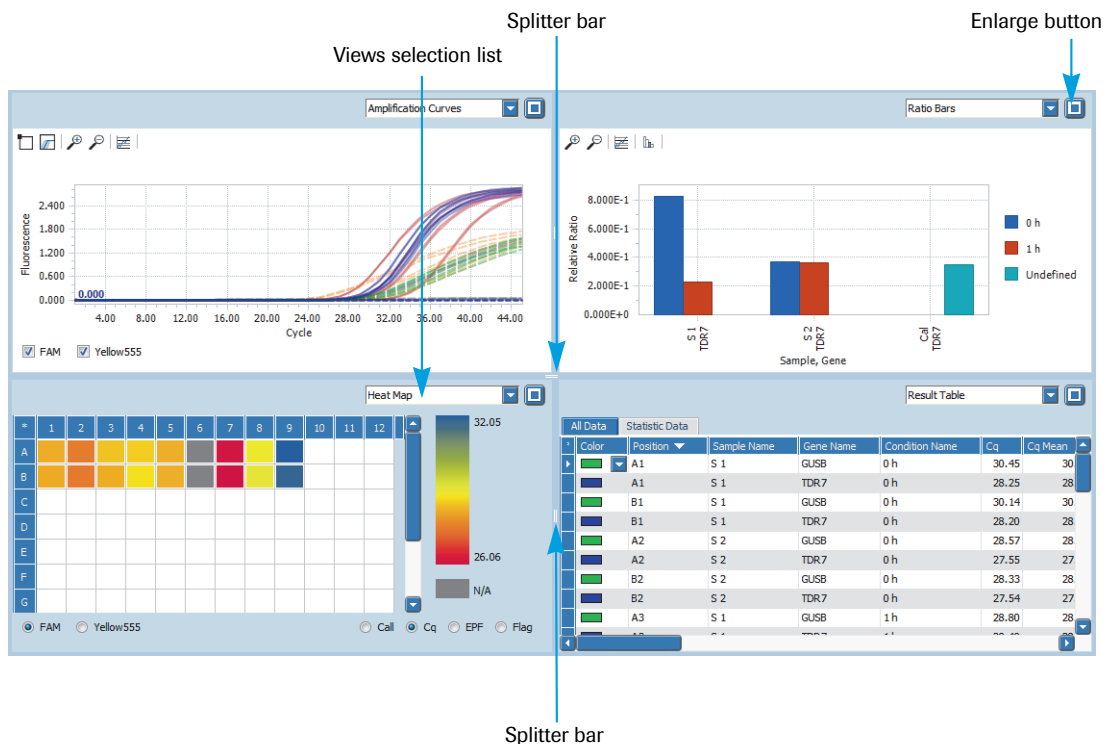 Splitter bar
Enlarge button
Views selection list
Amplification Curves
2.400
1.800
1.200
0.600
0.000
0.000
Fluorescence
4.00 8.00 12.00 16.00 20.00 24.00 28.00 32.00 36.00 40.00 44.00
Cycle
FAM Yellow555
Ratio Bars
8.000E-1
6.000E-1
4.000E-1
2.000E-1
0.000E+0
Relative Ratio
S 1
TDR7
S 2
TDR7
Cal
TDR7
Sample, Gene
0 h
1 h
Undefined
Heat Map
* 1 2 3 4 5 6 7 8 9 10 11 12
A
B
C
D
E
F
G
32.05
26.06
N/A
FAM Yellow555 Call Cq EPF Flag
Result Table
All Data Statistic Data
* Color Position Sample Name Gene Name Condition Name Cq Cq Mean
A1 S 1 GUSB 0 h 30.45 30
A1 S 1 TDR7 0 h 28.25 28
B1 S 1 GUSB 0 h 30.14 30
B1 S 1 TDR7 0 h 28.20 28
A2 S 2 GUSB 0 h 28.57 28
A2 S 2 TDR7 0 h 27.55 27
B2 S 2 GUSB 0 h 28.33 28
B2 S 2 TDR7 0 h 27.54 27
A3 S 1 GUSB 1 h 28.80 28
Splitter bar